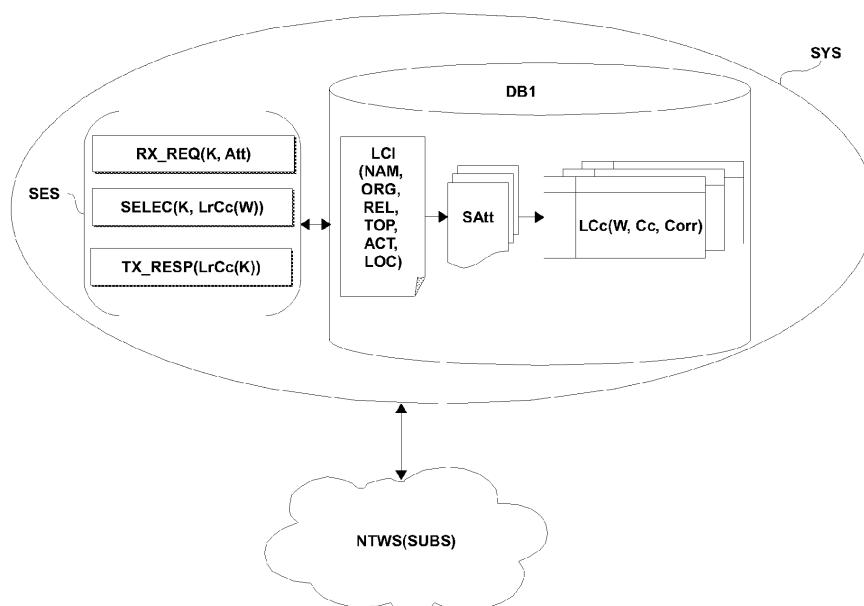 SYS
DB1
RX_REQ(K, Att)
SES
SELEC(K, LrCc(W))
TX_RESP(LrCc(K))
LCI
(NAM,
ORG,
REL,
TOP,
ACT,
LOC)
SAtt
LCc(W, Cc, Corr)
NTWS(SUBS)